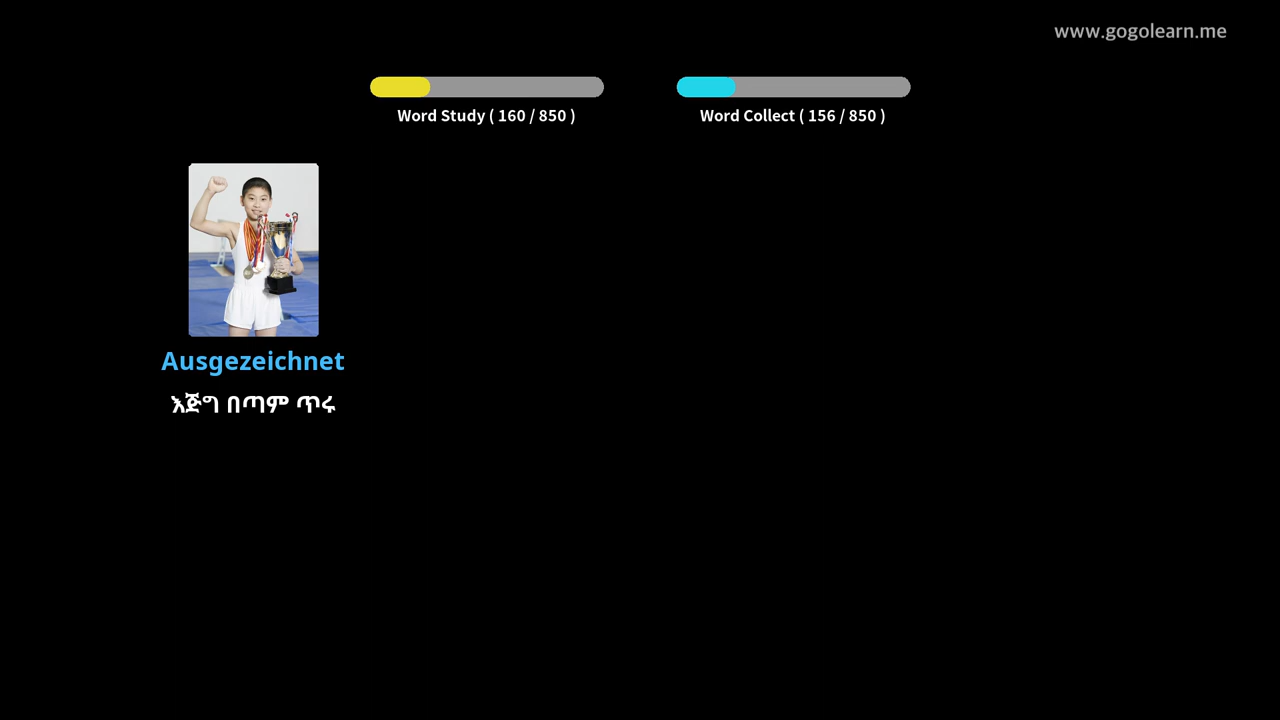 www.gogolearn.me
Word Study ( 160 / 850 )
Word Collect ( 156 / 850 )
Ausgezeichnet
እጅግ በጣም ጥሩ